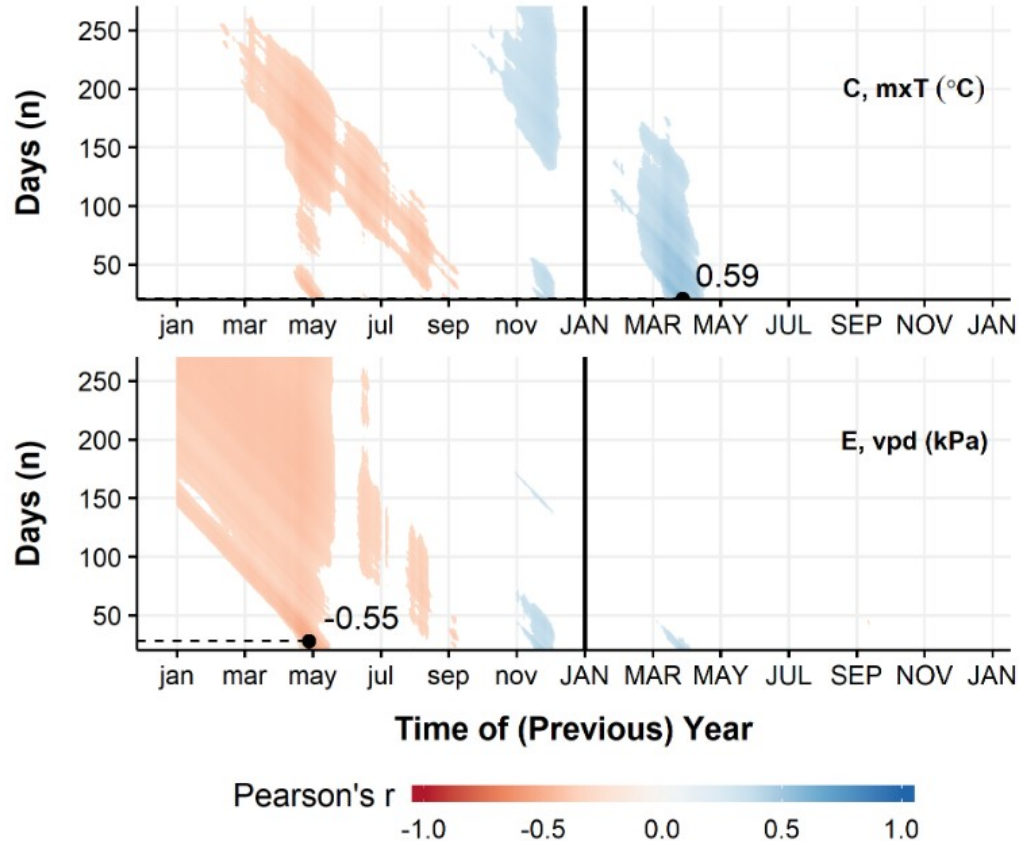 Days (n)
250
200
150
100
50
C, mxT (°C)
0.59
jan mar may jul sep nov JAN MAR MAY JUL SEP NOV JAN
Days (n)
250
200
150
100
50
E, vpd (kPa)
-0.55
jan mar may jul sep nov JAN MAR MAY JUL SEP NOV JAN
Time of (Previous) Year
Pearson's r
-1.0 -0.5 0.0 0.5 1.0